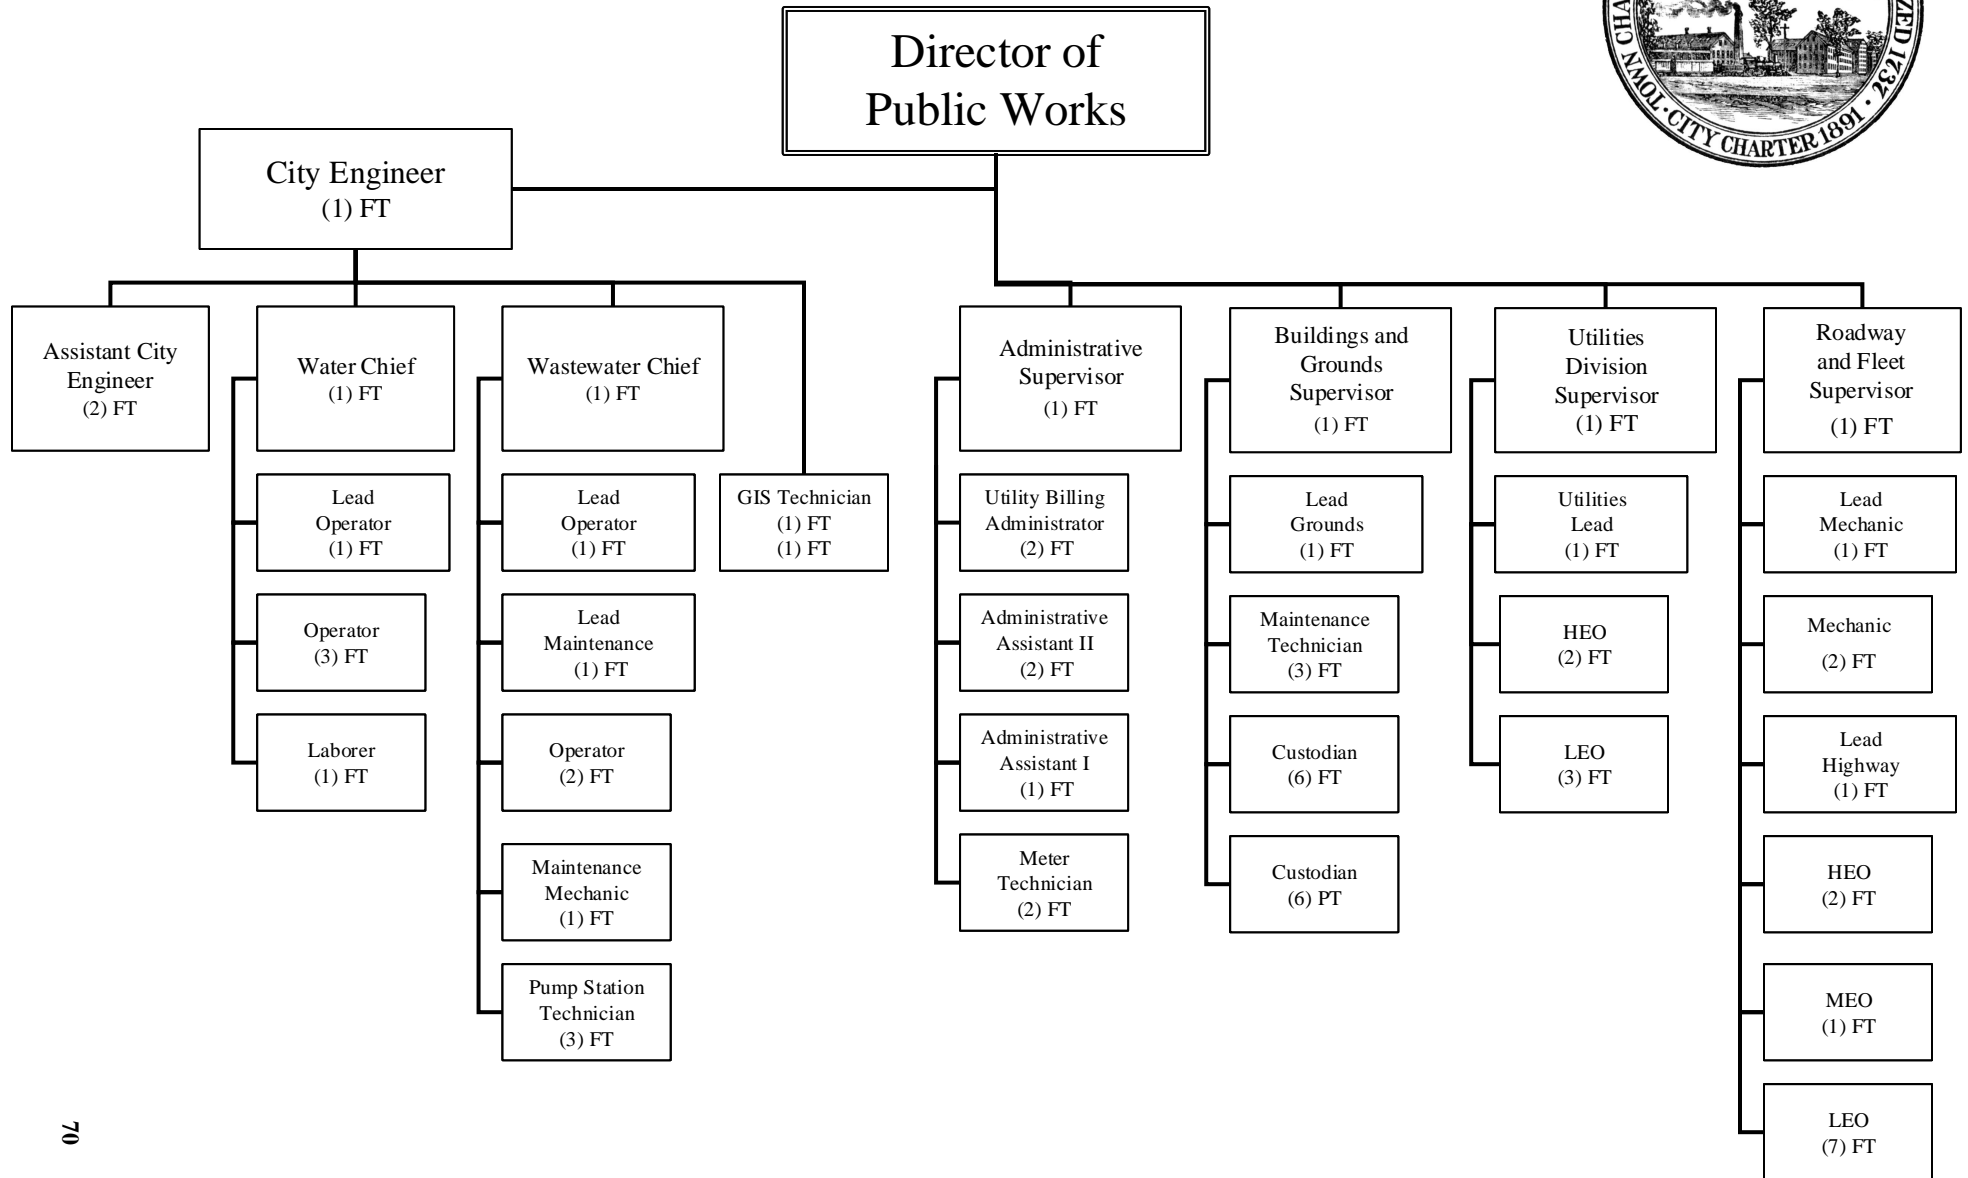 Director of
Public Works
TOWN CHA
CITY CHARTER 1891
ZED 1737
City Engineer
(1) FT
Assistant City
Engineer
(2) FT
Water Chief
(1) FT
Lead
Operator
(1) FT
Operator
(3) FT
Laborer
(1) FT
Wastewater Chief
(1) FT
Lead
Operator
(1) FT
Lead
Maintenance
(1) FT
Operator
(2) FT
Maintenance
Mechanic
(1) FT
Pump Station
Technician
(3) FT
GIS Technician
(1) FT
(1) FT
Administrative
Supervisor
(1) FT
Utility Billing
Administrator
(2) FT
Administrative
Assistant II
(2) FT
Administrative
Assistant I
(1) FT
Meter
Technician
(2) FT
Buildings and
Grounds
Supervisor
(1) FT
Lead
Grounds
(1) FT
Maintenance
Technician
(3) FT
Custodian
(6) FT
Custodian
(6) PT
Utilities
Division
Supervisor
(1) FT
Utilities
Lead
(1) FT
HEO
(2) FT
LEO
(3) FT
Roadway
and Fleet
Supervisor
(1) FT
Lead
Mechanic
(1) FT
Mechanic
(2) FT
Lead
Highway
(1) FT
HEO
(2) FT
MEO
(1) FT
LEO
(7) FT
70